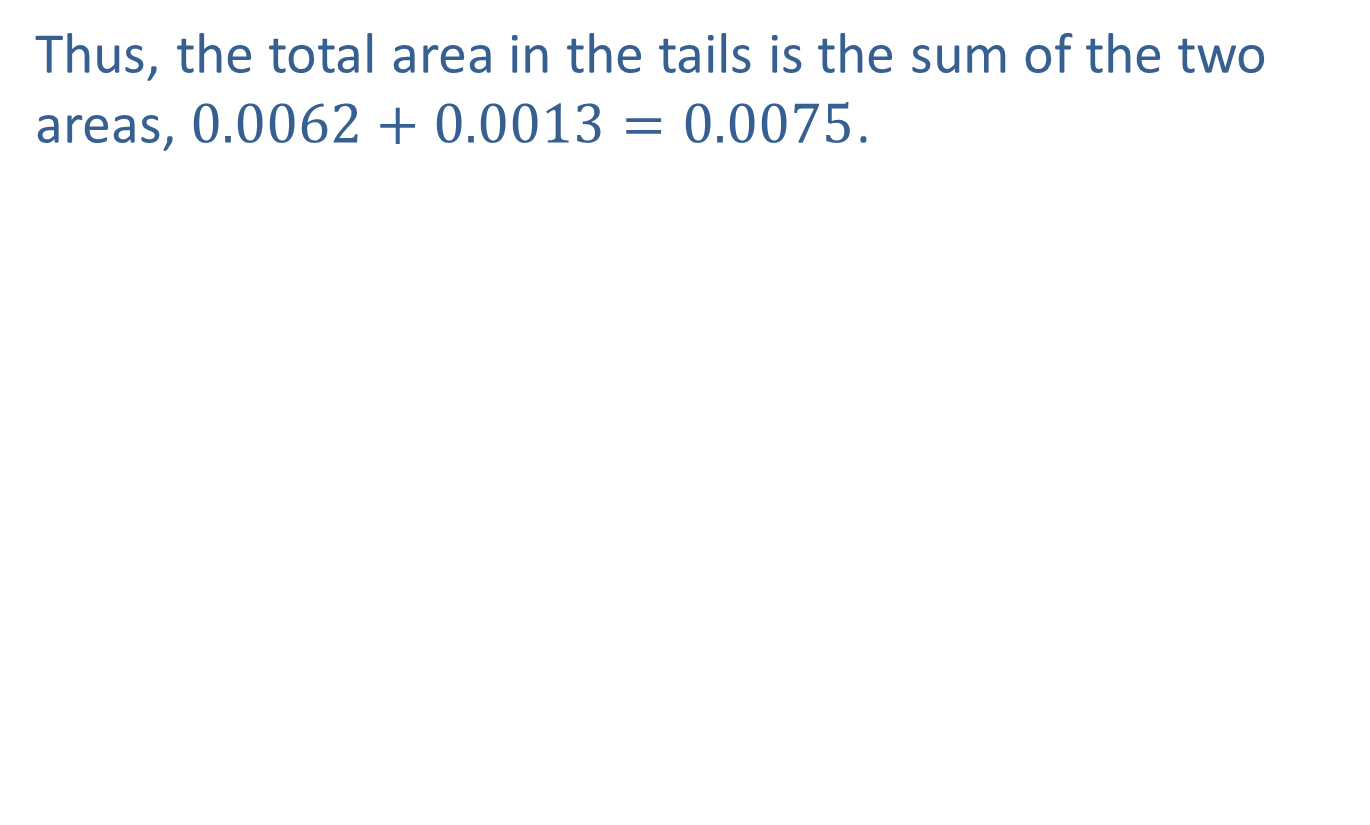 Thus, the total area in the tails is the sum of the two
areas, 0.0062 + 0.0013 = 0.0075.